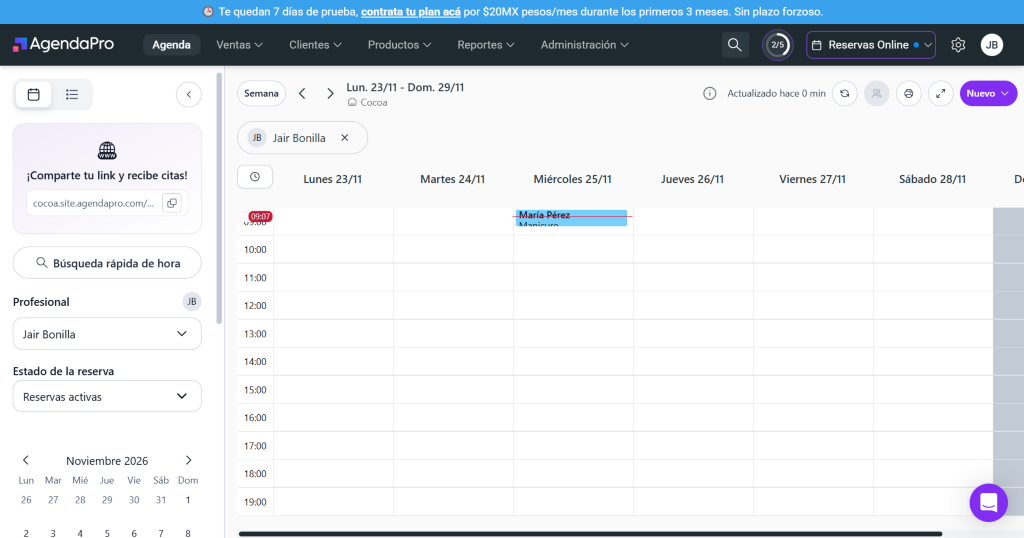 Te quedan 7 días de prueba, contrata tu plan acá por $20MX pesos/mes durante los primeros 3 meses. Sin plazo forzoso.
AgendaPro
Agenda
Ventas
Clientes
Productos
Reportes
Administración
2/5
Reservas Online
JB
WWW
¡Comparte tu link y recibe citas!
cocoa.site.agendapro.com/...
Búsqueda rápida de hora
Profesional
JB
Jair Bonilla
Estado de la reserva
Reservas activas
Noviembre 2026
Lun Mar Mié Jue Vie Sáb Dom
26 27 28 29 30 31 1
2 3 4 5 6 7 8
Semana
Lun. 23/11 - Dom. 29/11
Cocoa
Actualizado hace 0 min
Nuevo
JB Jair Bonilla
Lunes 23/11 Martes 24/11 Miércoles 25/11 Jueves 26/11 Viernes 27/11 Sábado 28/11
09:07
09:00
María Pérez
Manicure
10:00
11:00
12:00
13:00
14:00
15:00
16:00
17:00
18:00
19:00